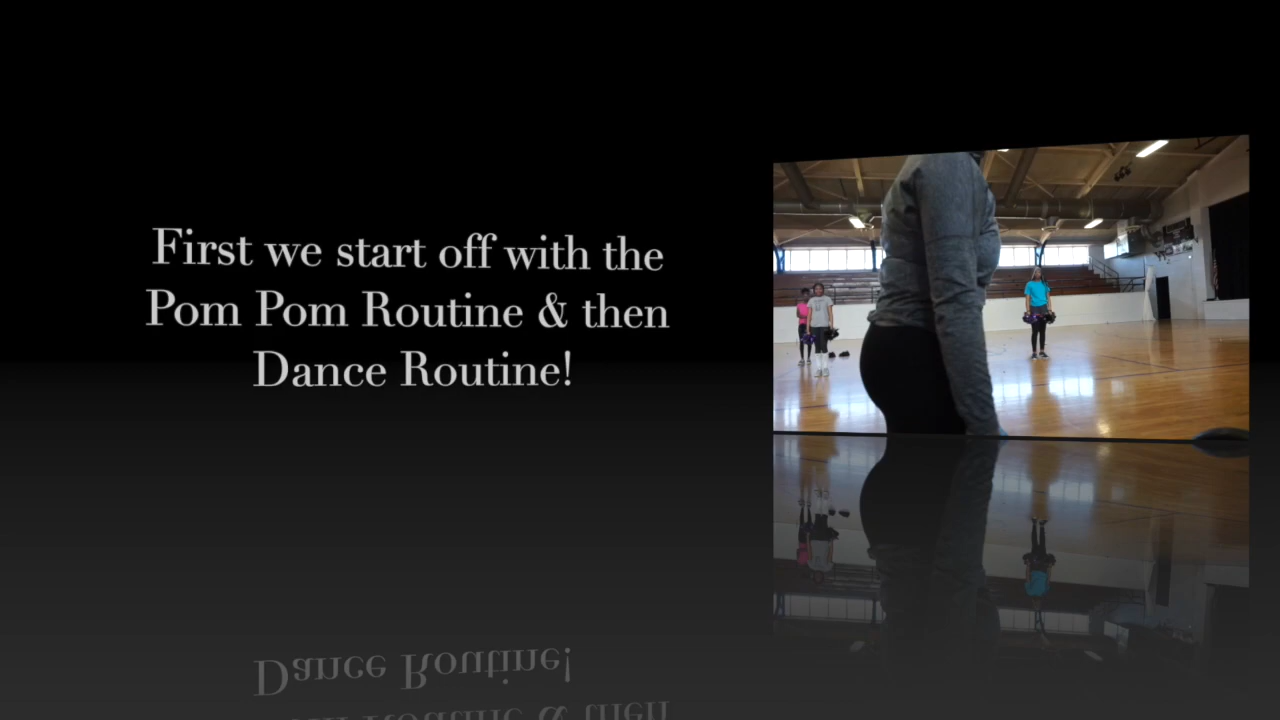 First we start off with the
Pom Pom Routine & then
Dance Routine!